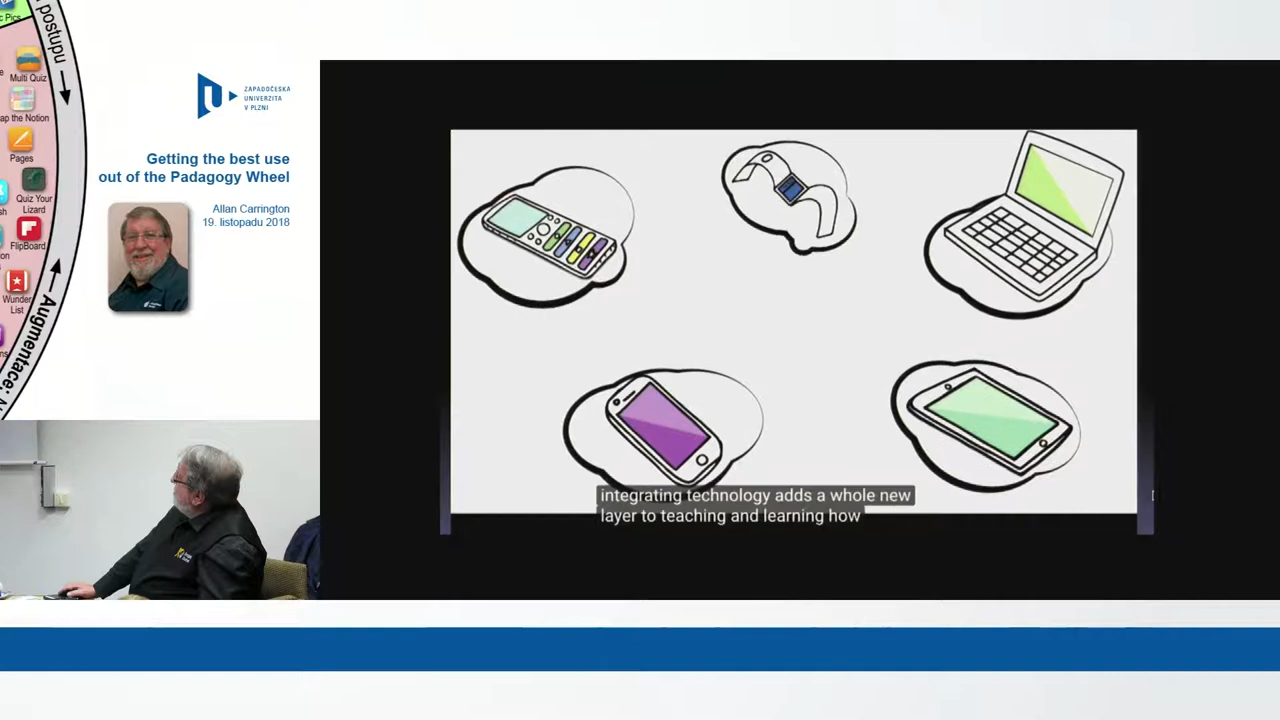 c Pics
postupu
Multi Quiz
ap the Notion
Pages
Quiz Your
Lizard
FlipBoard
Wunder
List
Augmentace:
ZÁPADOČESKÁ
UNIVERZITA
V PLZNI
Getting the best use
out of the Padagogy Wheel
Allan Carrington
19. listopadu 2018
integrating technology adds a whole new
layer to teaching and learning how